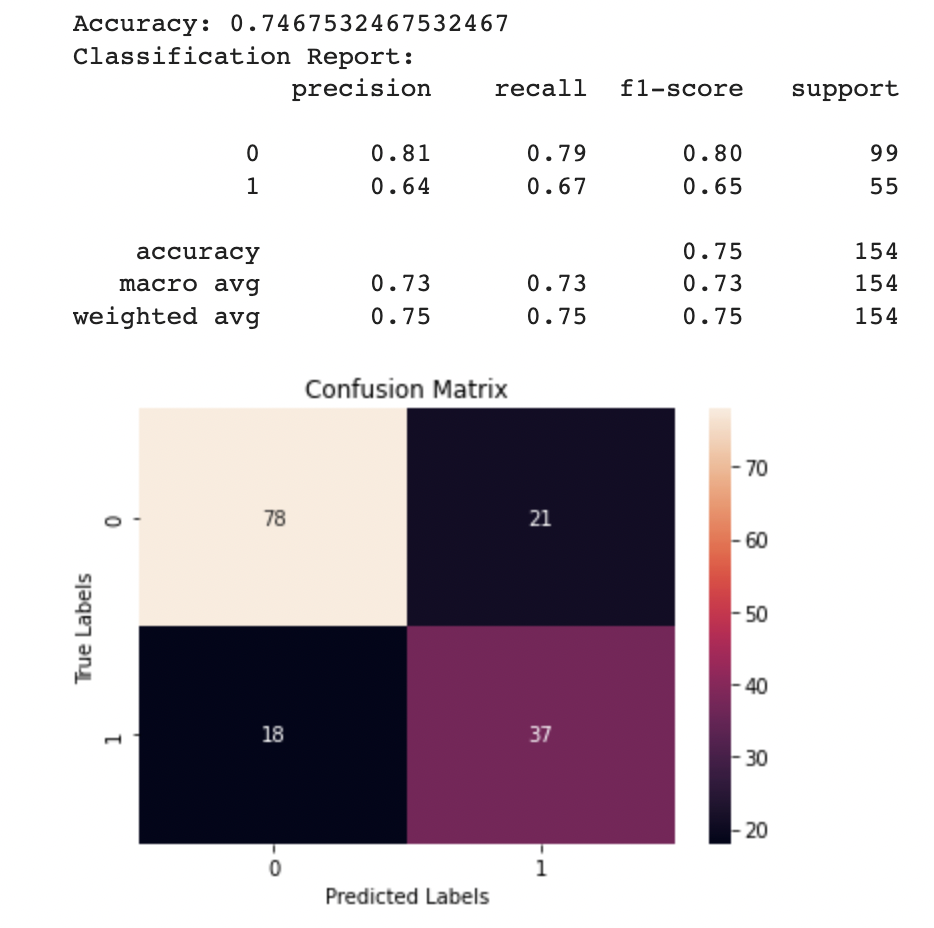 Accuracy: 0.7467532467532467
Classification Report:
precision recall f1-score support
0 0.81 0.79 0.80 99
1 0.64 0.67 0.65 55
accuracy 0.75 154
macro avg 0.73 0.73 0.73 154
weighted avg 0.75 0.75 0.75 154
Confusion Matrix
70
0 78 21
60
50
True Labels
40
1 18 37
30
20
0 1
Predicted Labels